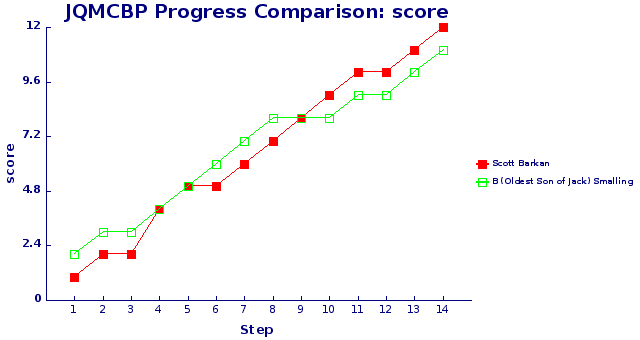 JQMCBP Progress Comparison: score
12
9.6
7.2
4.8
2.4
0
score
1 2 3 4 5 6 7 8 9 10 11 12 13 14
Step
Scott Barkan
B (Oldest Son of Jack) Smalling